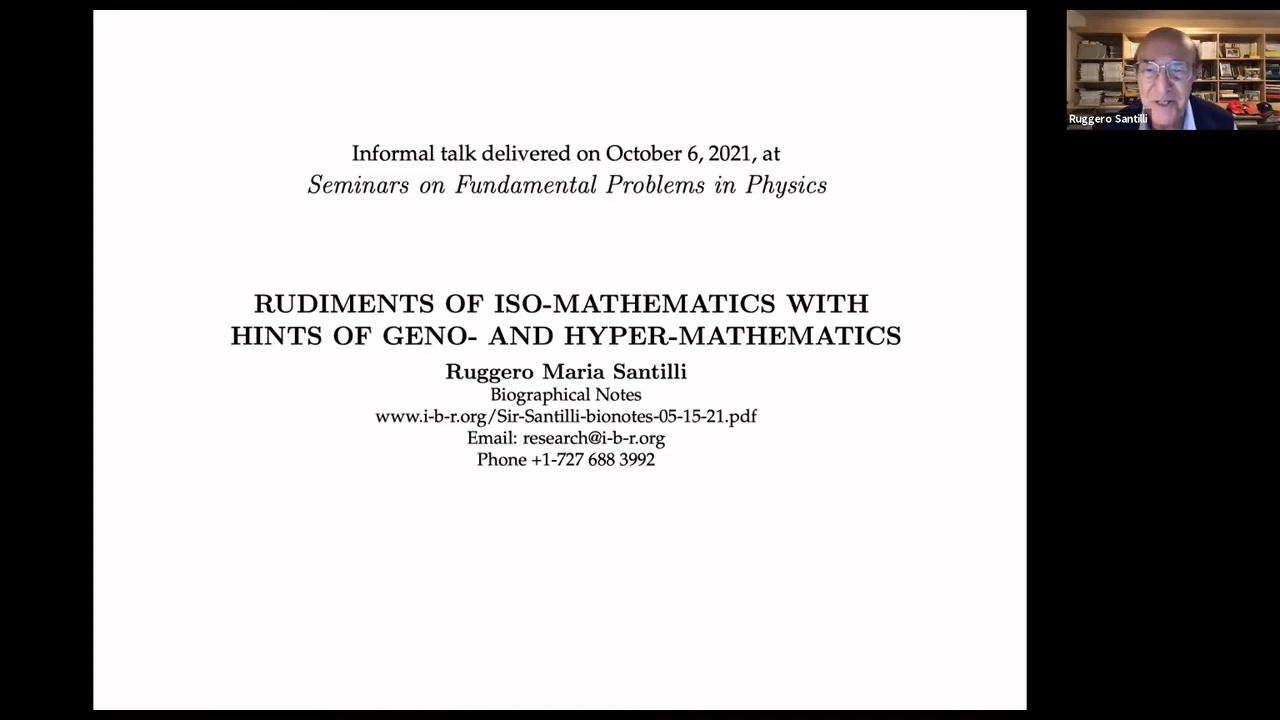 Informal talk delivered on October 6, 2021, at
Seminars on Fundamental Problems in Physics
RUDIMENTS OF ISO-MATHEMATICS WITH
HINTS OF GENO- AND HYPER-MATHEMATICS
Ruggero Maria Santilli
Biographical Notes
www.i-b-r.org/Sir-Santilli-bionotes-05-15-21.pdf
Email: research@i-b-r.org
Phone +1-727 688 3992
Ruggero Santilli